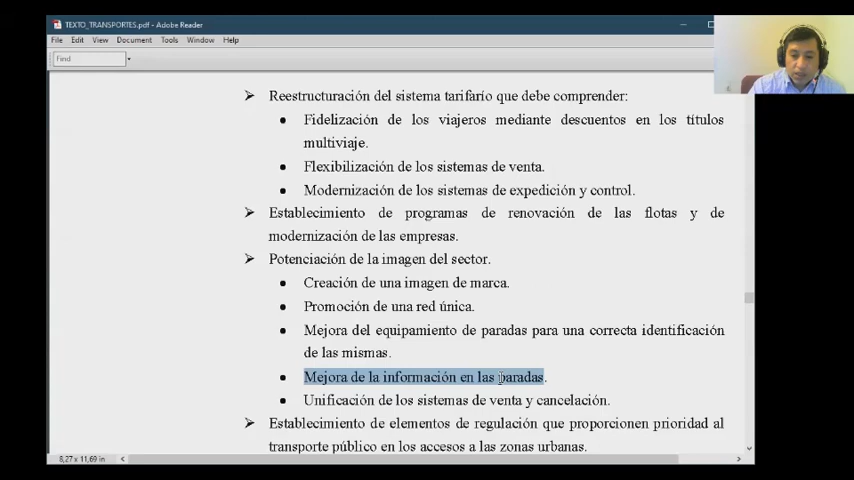 TEXTO_TRANSPORTES.pdf - Adobe Reader
File Edit View Document Tools Window Help
Find
Reestructuración del sistema tarifario que debe comprender:
Fidelización de los viajeros mediante descuentos en los títulos
multiviaje.
Flexibilización de los sistemas de venta.
Modernización de los sistemas de expedición y control.
Establecimiento de programas de renovación de las flotas y de
modernización de las empresas.
Potenciación de la imagen del sector.
Creación de una imagen de marca.
Promoción de una red única.
Mejora del equipamiento de paradas para una correcta identificación
de las mismas.
Mejora de la información en las paradas.
Unificación de los sistemas de venta y cancelación.
Establecimiento de elementos de regulación que proporcionen prioridad al
transporte público en los accesos a las zonas urbanas.
8,27 x 11,69 in